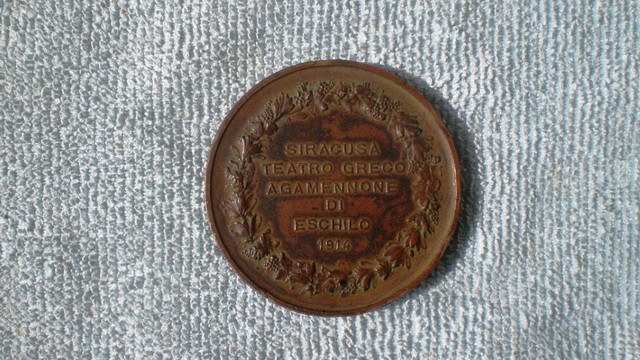 SIRACUSA
TEATRO GRECO
AGAMENNONE
DI
ESCHILO
1914